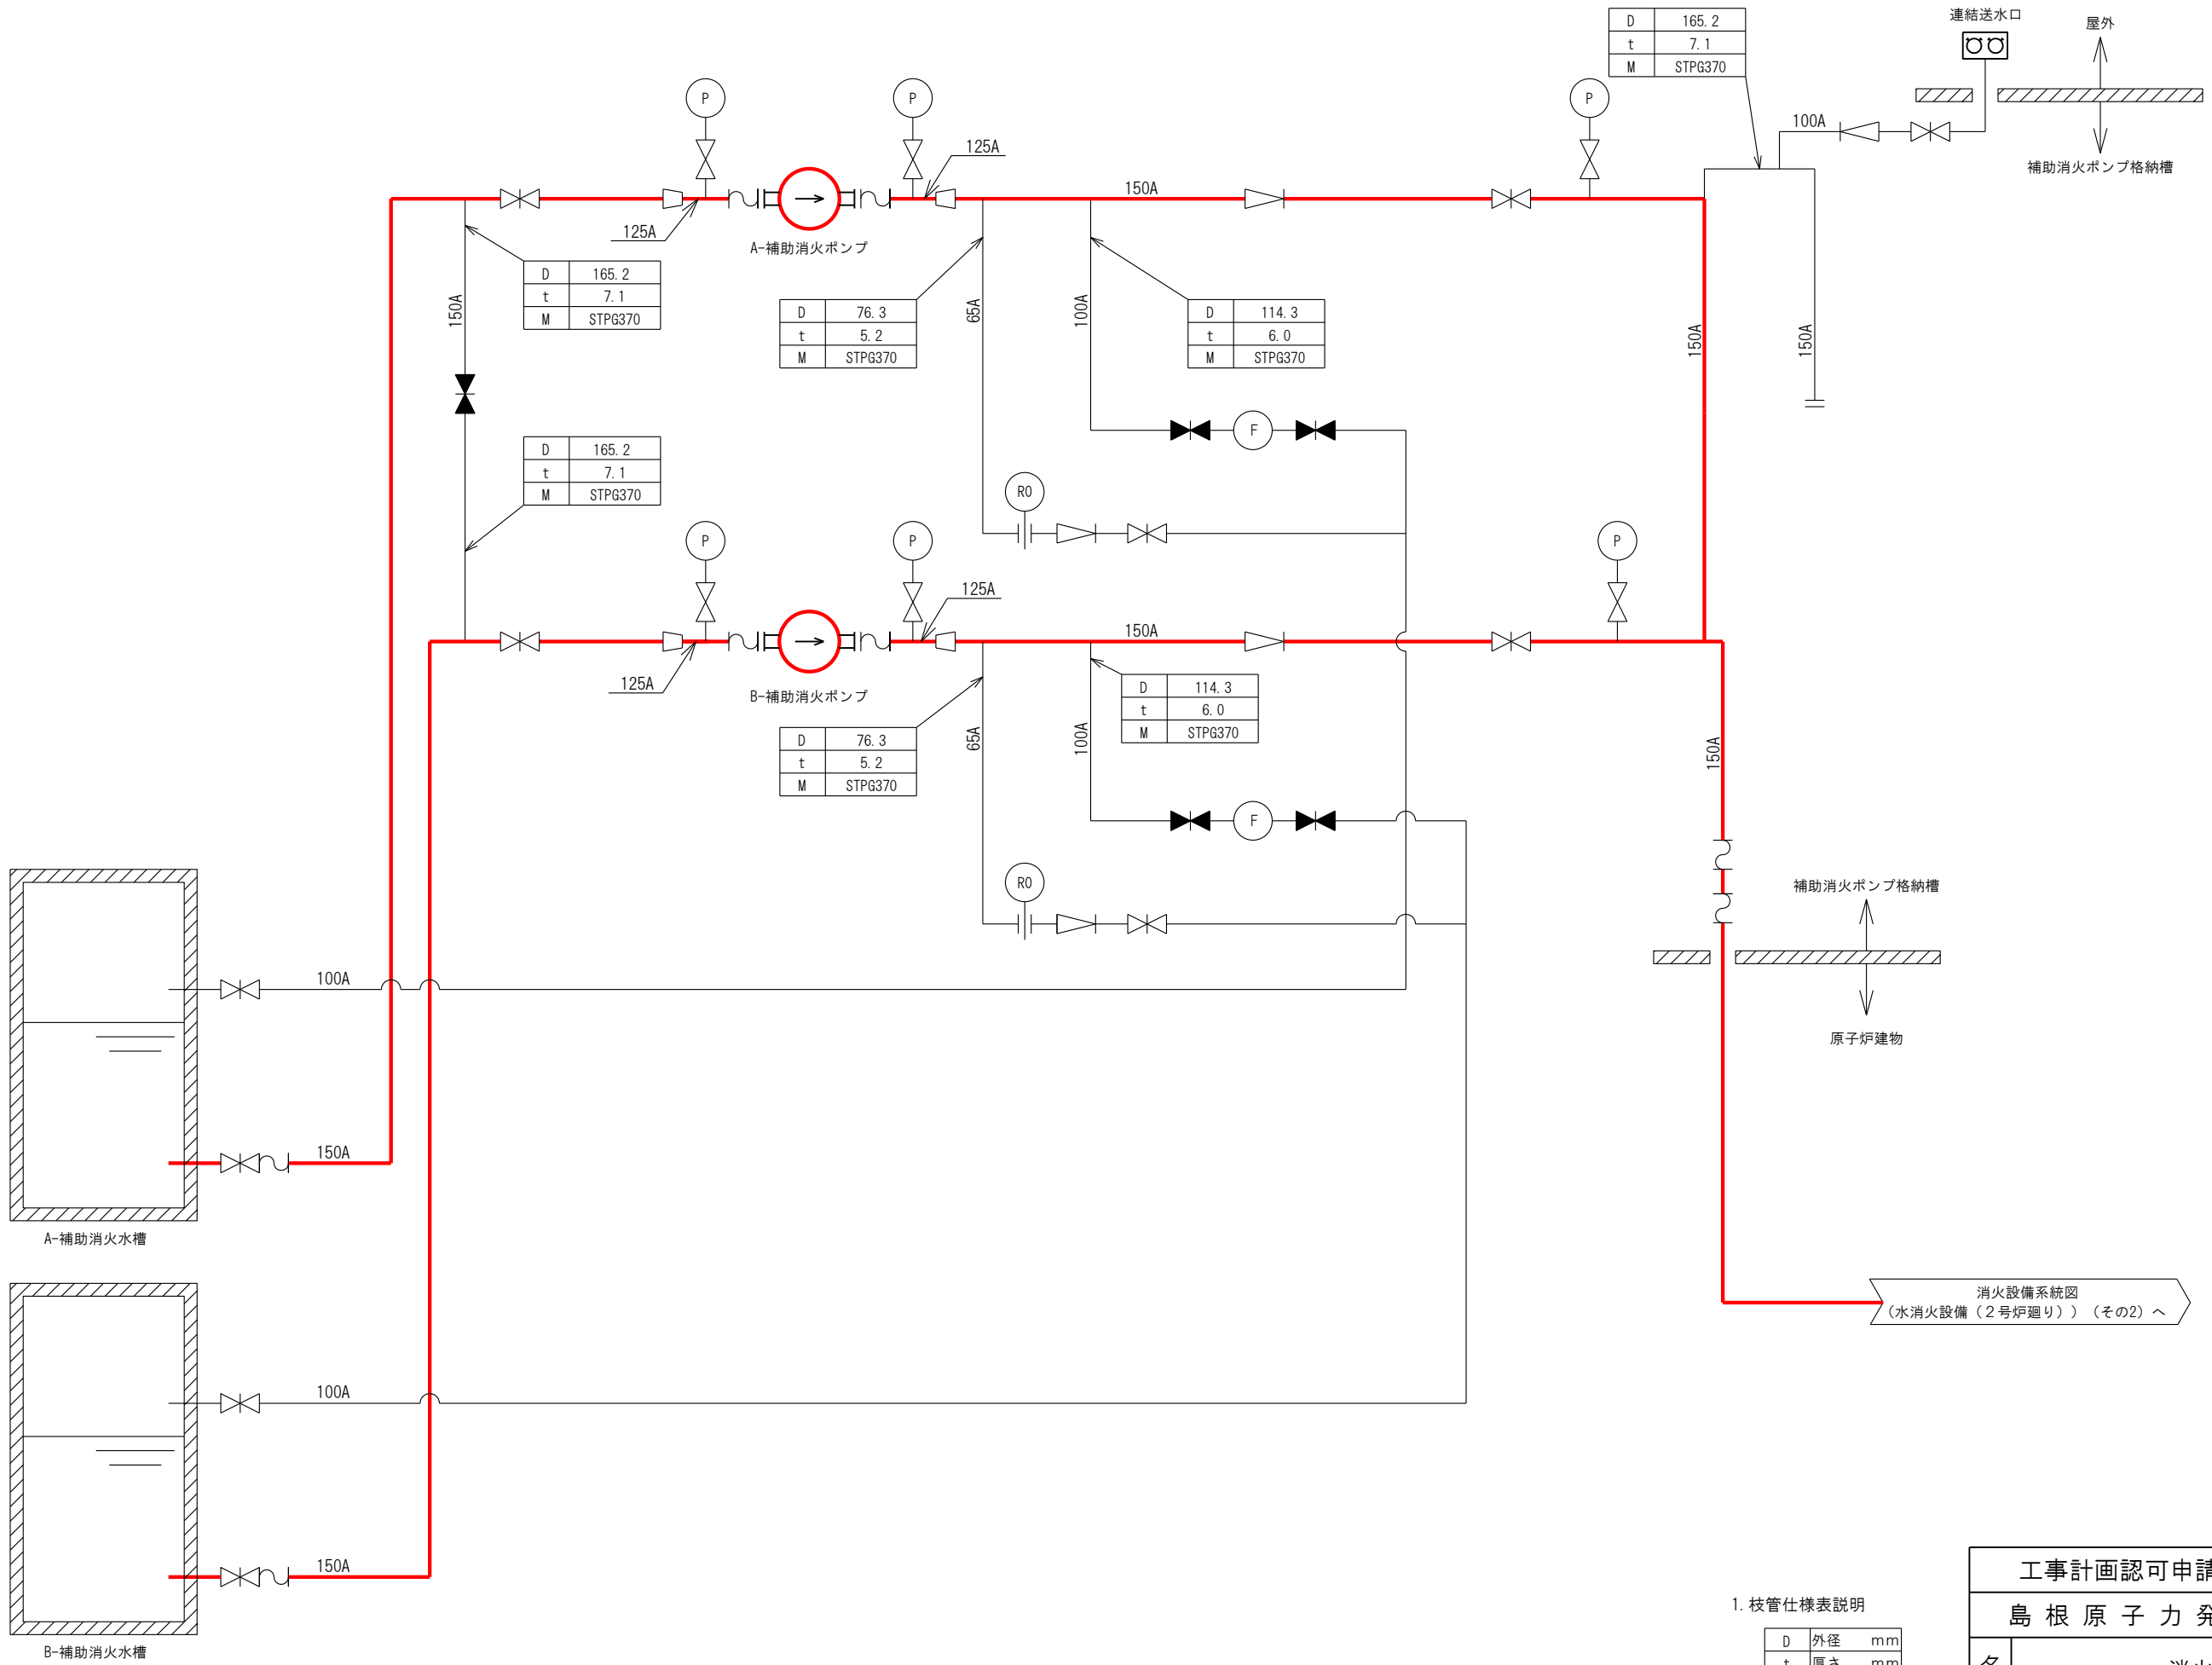 連結送水口
屋外
D 165.2
t 7.1
M STPG370
P
P
P
100A
補助消火ポンプ格納槽
125A
150A
125A
A-補助消火ポンプ
D 165.2
t 7.1
M STPG370
150A
D 76.3
t 5.2
M STPG370
65A
100A
D 114.3
t 6.0
M STPG370
150A
150A
F
D 165.2
t 7.1
M STPG370
RO
P
P
P
125A
150A
125A
B-補助消火ポンプ
D 114.3
t 6.0
M STPG370
D 76.3
t 5.2
M STPG370
65A
100A
150A
F
RO
補助消火ポンプ格納槽
100A
原子炉建物
150A
A-補助消火水槽
消火設備系統図
(水消火設備(2号炉廻り))(その2)へ
100A
150A
B-補助消火水槽
1. 枝管仕様表説明
D 外径 mm
t 厚さ mm
工事計画認可申
島根原子力